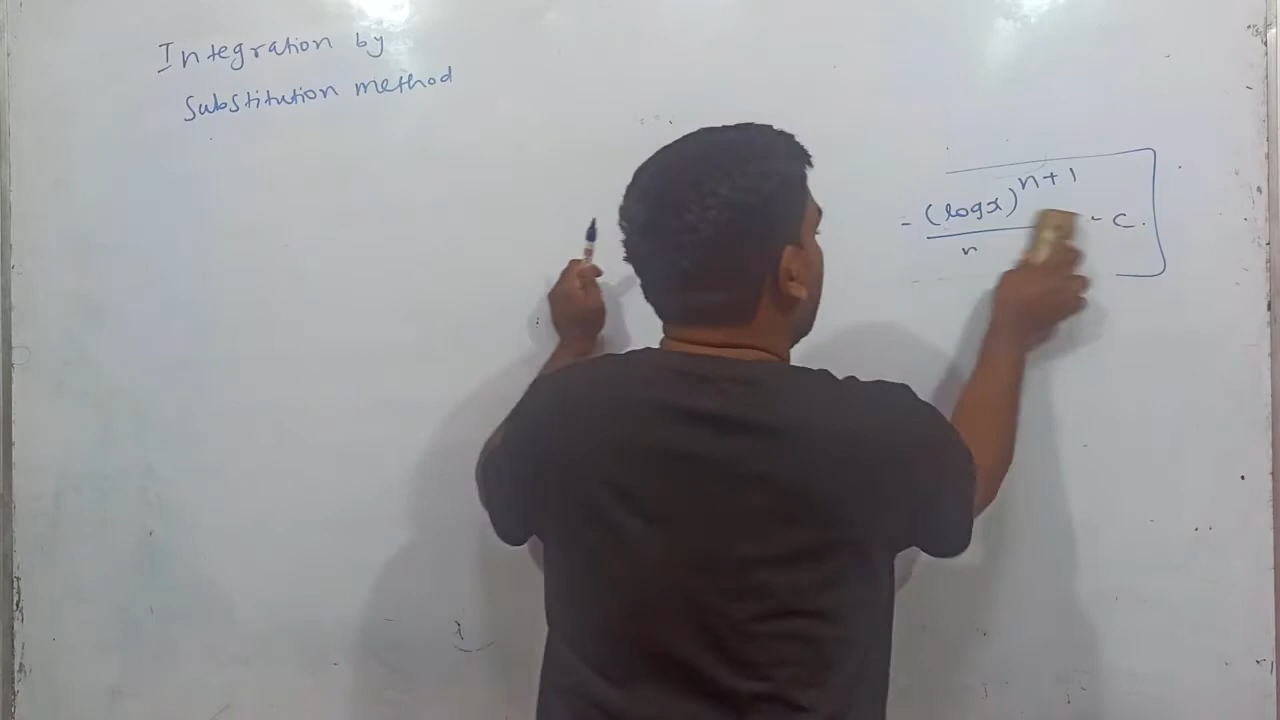 Integration by
Substitution method
(logx)^n+1
n
- c.